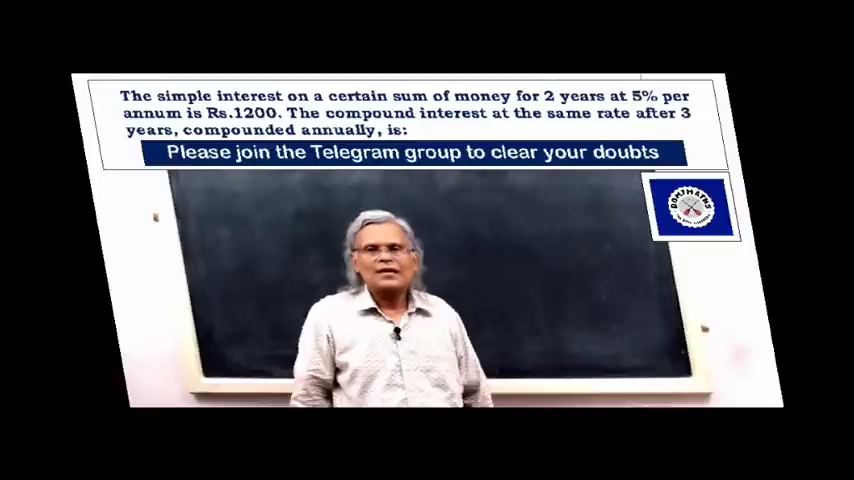 The simple interest on a certain sum of money for 2 years at 5% per
annum is Rs.1200. The compound interest at the same rate after 3
years, compounded annually, is:
Please join the Telegram group to clear your doubts